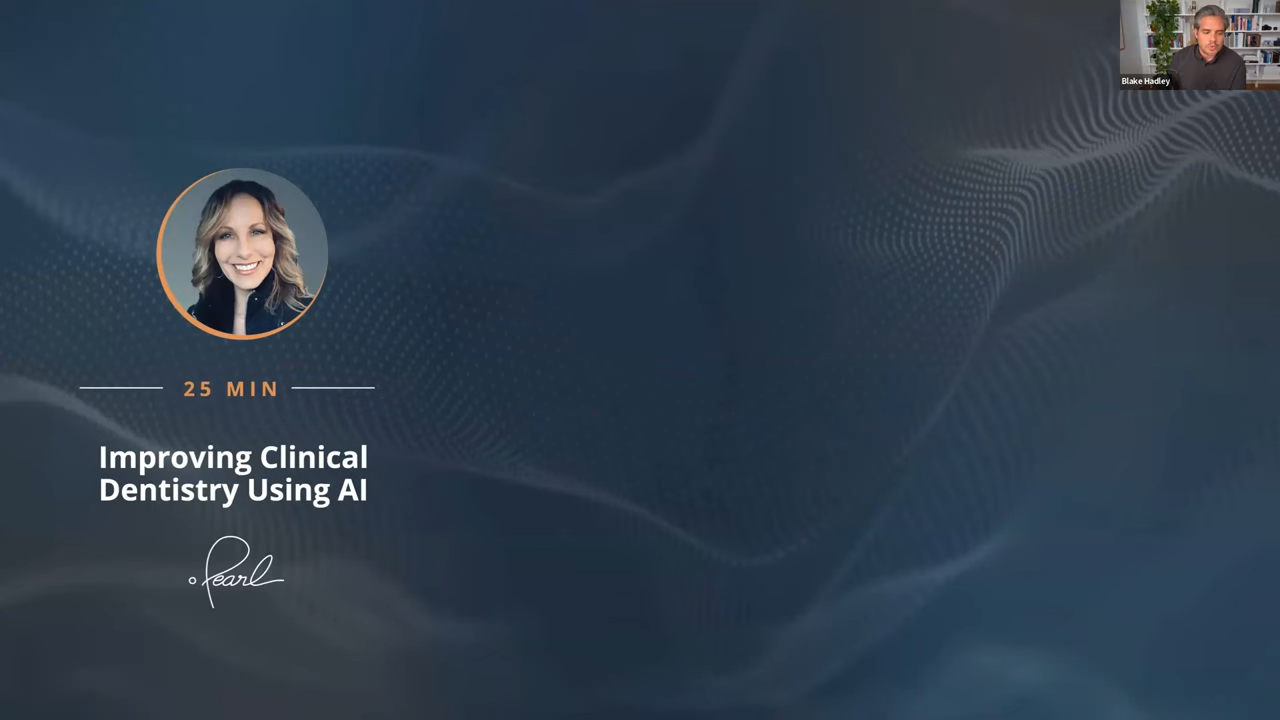 Blake Hadley
25 MIN
Improving Clinical
Dentistry Using AI
Pearl